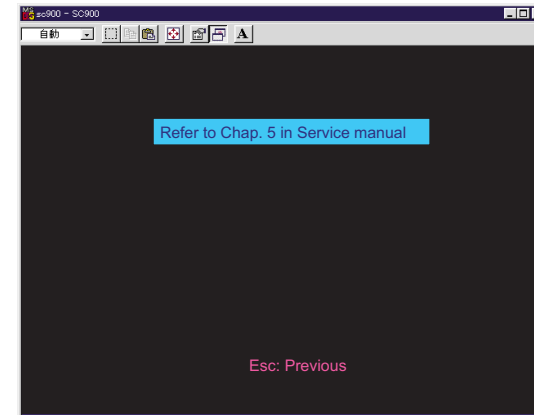 sc900 - SC900
自動
A
Refer to Chap. 5 in Service manual
Esc: Previous